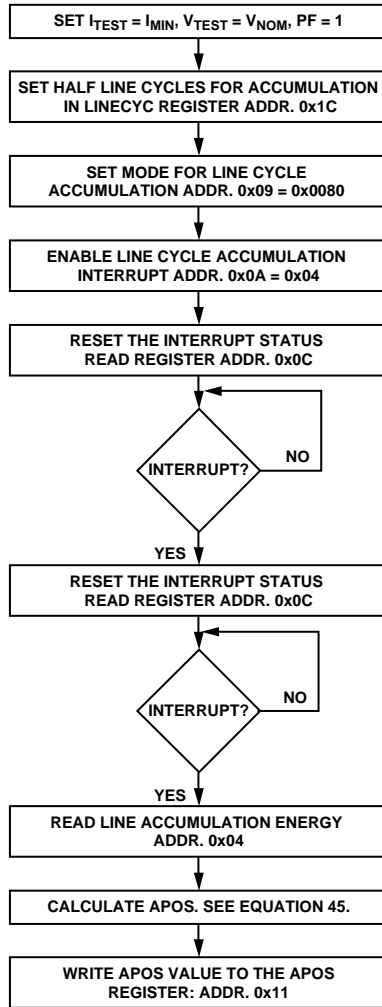 SET ITEST = IMIN, VTEST = VNOM, PF = 1
SET HALF LINE CYCLES FOR ACCUMULATION
IN LINECYC REGISTER ADDR. 0x1C
SET MODE FOR LINE CYCLE
ACCUMULATION ADDR. 0x09 = 0x0080
ENABLE LINE CYCLE ACCUMULATION
INTERRUPT ADDR. 0x0A = 0x04
RESET THE INTERRUPT STATUS
READ REGISTER ADDR. 0x0C
INTERRUPT?
NO
YES
RESET THE INTERRUPT STATUS
READ REGISTER ADDR. 0x0C
INTERRUPT?
NO
YES
READ LINE ACCUMULATION ENERGY
ADDR. 0x04
CALCULATE APOS. SEE EQUATION 45.
WRITE APOS VALUE TO THE APOS
REGISTER: ADDR. 0x11